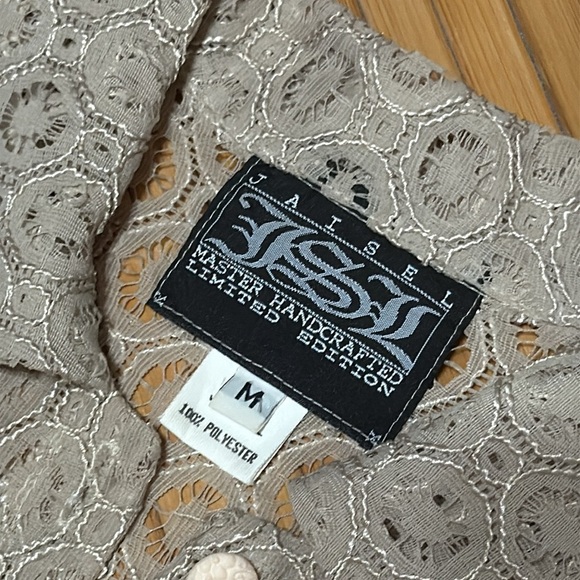 JAISEL
JSL
MASTER HANDCRAFTED
LIMITED EDITION
M
100% POLYESTER